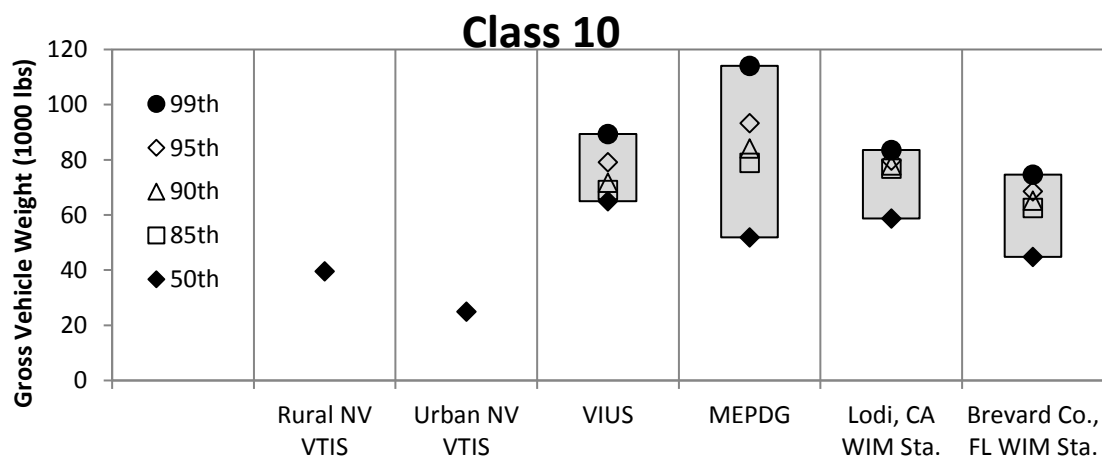 Class 10
Gross Vehicle Weight (1000 lbs)
120
100
80
60
40
20
0
99th
95th
90th
85th
50th
Rural NV
VTIS
Urban NV
VTIS
VIUS
MEPDG
Lodi, CA
WIM Sta.
Brevard Co.,
FL WIM Sta.